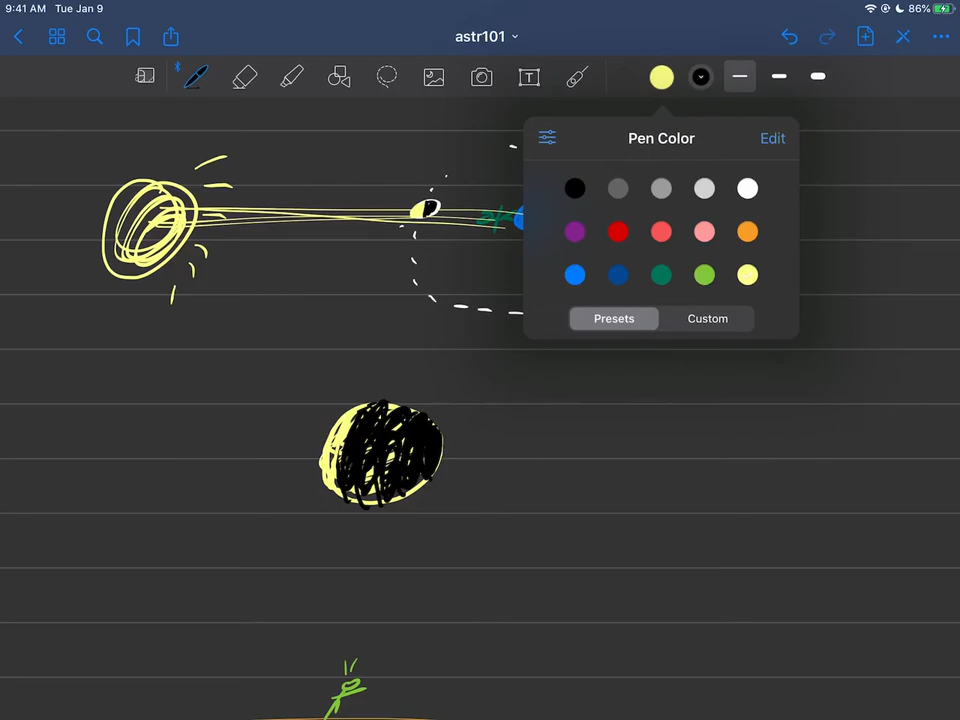 9:41 AM Tue Jan 9
86%
astr101
T
Pen Color
Edit
Presets
Custom